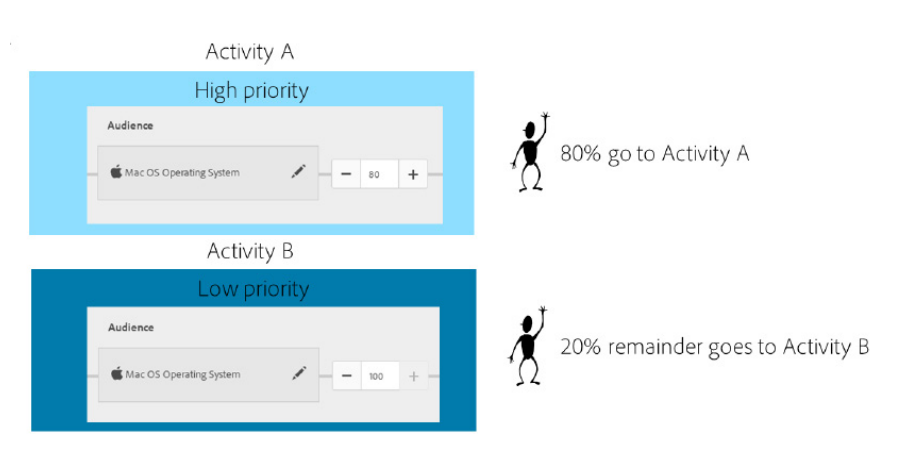 Activity A
High priority
Audience
Mac OS Operating System
80
80% go to Activity A
Activity B
Low priority
Audience
Mac OS Operating System
100
20% remainder goes to Activity B